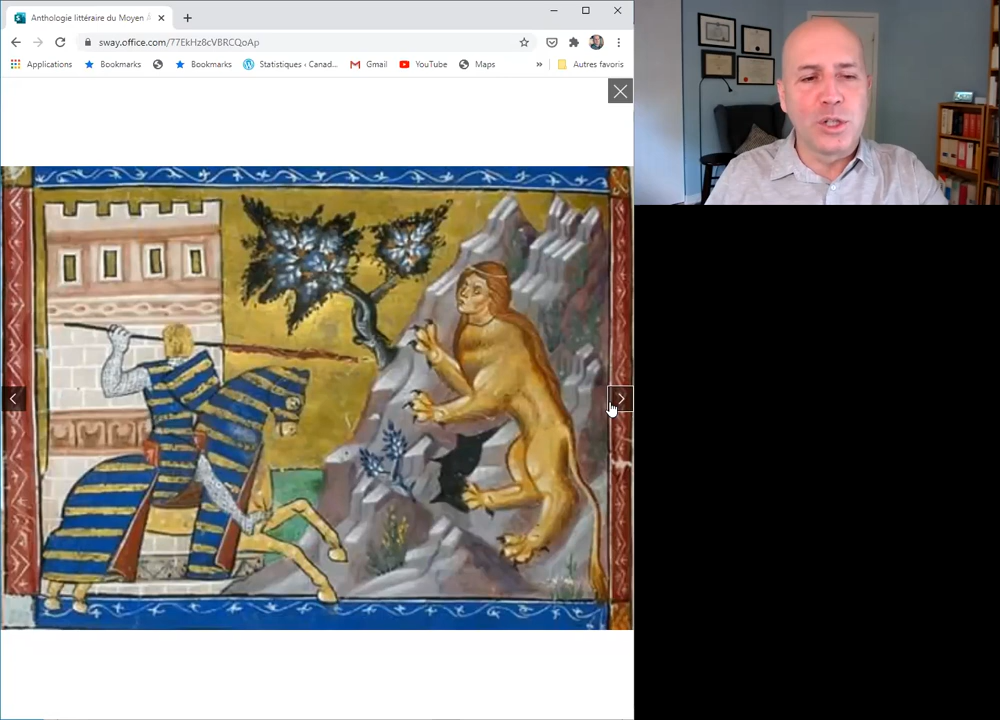 Anthologie littéraire du Moyen
sway.office.com/77EkHz8cVBRCQoAp
Applications Bookmarks Bookmarks Statistiques ‹ Canad... Gmail YouTube Maps » Autres favoris